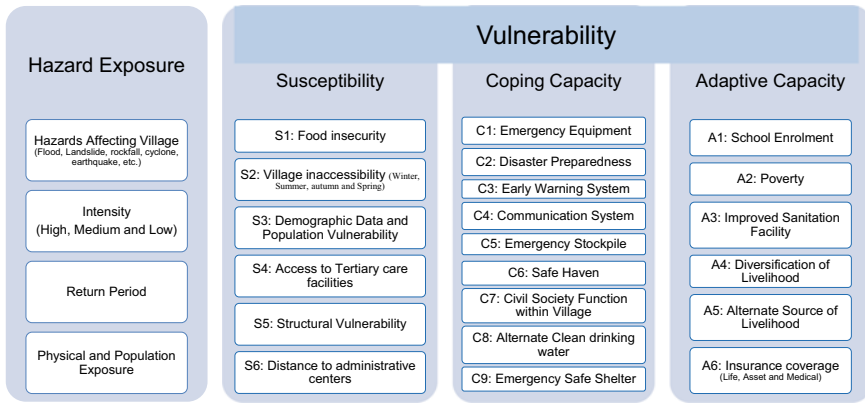 Vulnerability
Hazard Exposure
Hazards Affecting Village
(Flood, Landslide, rockfall, cyclone,
earthquake, etc.)
Intensity
(High, Medium and Low)
Return Period
Physical and Population
Exposure
Susceptibility
S1: Food insecurity
S2: Village inaccessibility (Winter,
Summer, autumn and Spring)
S3: Demographic Data and
Population Vulnerability
S4: Access to Tertiary care
facilities
S5: Structural Vulnerability
S6: Distance to administrative
centers
Coping Capacity
C1: Emergency Equipment
C2: Disaster Preparedness
C3: Early Warning System
C4: Communication System
C5: Emergency Stockpile
C6: Safe Haven
C7: Civil Society Function
within Village
C8: Alternate Clean drinking
water
C9: Emergency Safe Shelter
Adaptive Capacity
A1: School Enrolment
A2: Poverty
A3: Improved Sanitation
Facility
A4: Diversification of
Livelihood
A5: Alternate Source of
Livelihood
A6: Insurance coverage
(Life, Asset and Medical)